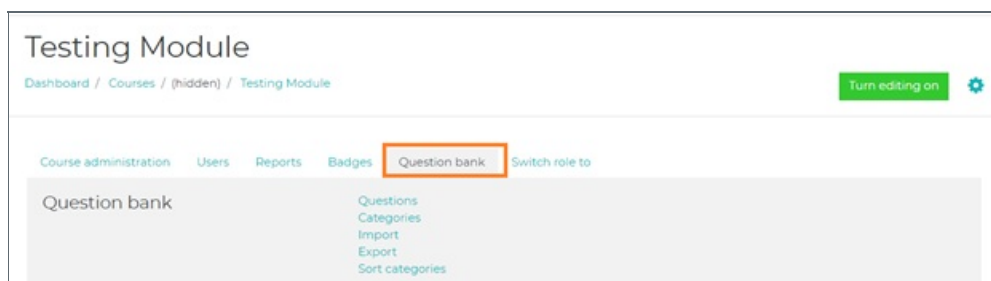 Testing Module
Dashboard / Courses / (hidden) / Testing Module
Turn editing on
Course administration Users Reports Badges Question bank Switch role to
Question bank
Questions
Categories
Import
Export
Sort categories